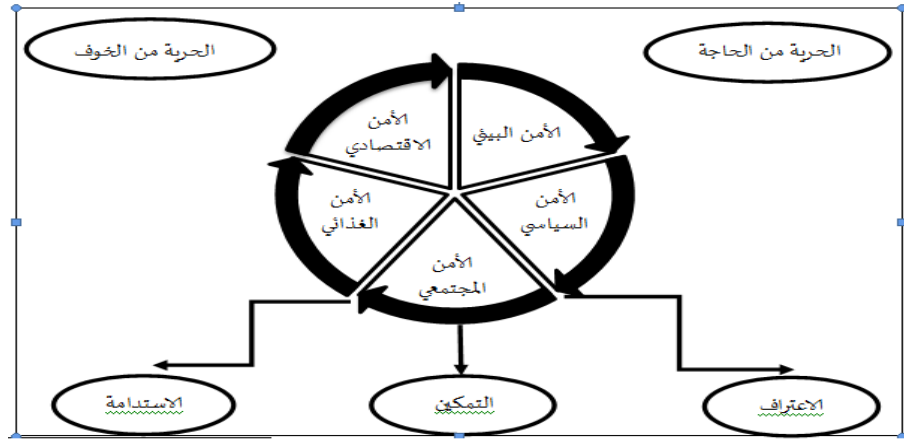 الحرية من الحاجة
الحرية من الخوف
الأمن البيئي
الأمن
الاقتصادي
الأمن
السياسي
الأمن
الغذائي
الأمن
المجتمعي
الاعتراف
التمكين
الاستدامة